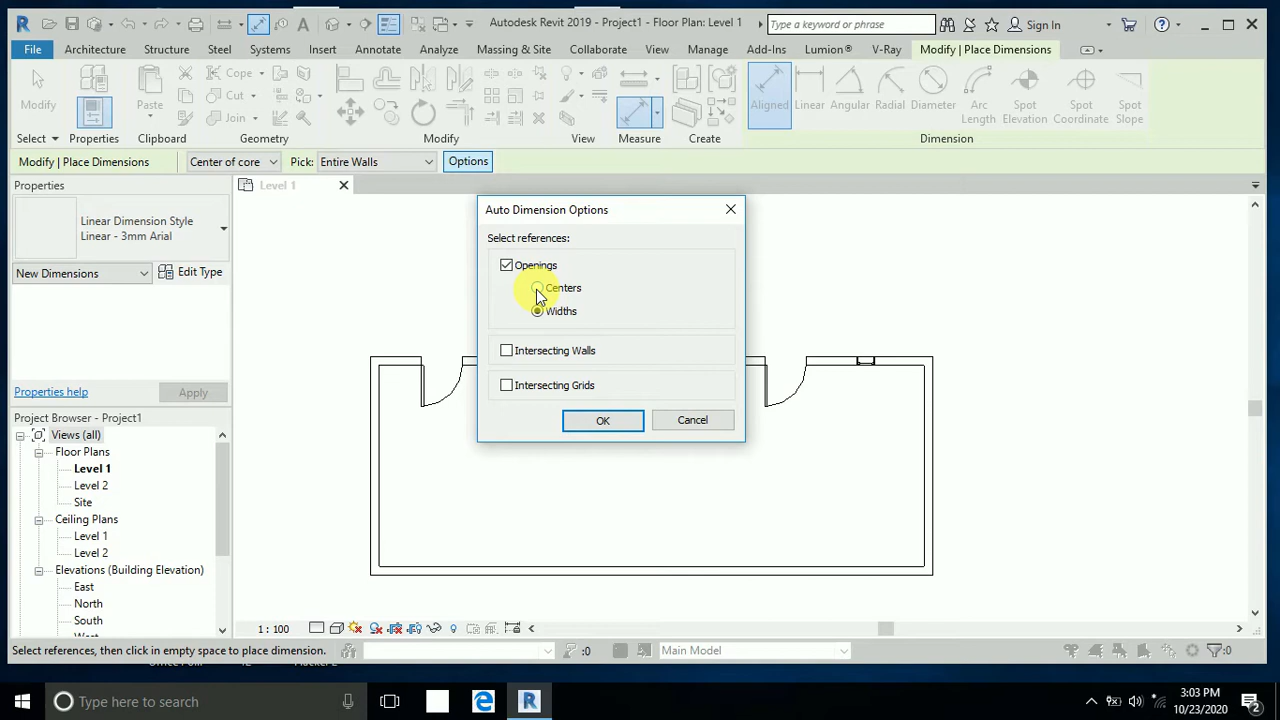 Autodesk Revit 2019 - Project1 - Floor Plan: Level 1
Type a keyword or phrase
Sign In
File
Architecture
Structure
Steel
Systems
Insert
Annotate
Analyze
Massing & Site
Collaborate
View
Manage
Add-Ins
Lumion®
V-Ray
Modify | Place Dimensions
Modify
Paste
Cope
Cut
Join
Aligned
Linear
Angular
Radial
Diameter
Arc
Length
Spot
Elevation
Spot
Coordinate
Spot
Slope
Select
Properties
Clipboard
Geometry
Modify
View
Measure
Create
Dimension
Modify | Place Dimensions
Center of core
Pick:
Entire Walls
Options
Properties
Level 1
Linear Dimension Style
Linear - 3mm Arial
New Dimensions
Edit Type
Auto Dimension Options
Select references:
Openings
Centers
Widths
Intersecting Walls
Intersecting Grids
OK
Cancel
Properties help
Apply
Project Browser - Project1
Views (all)
Floor Plans
Level 1
Level 2
Site
Ceiling Plans
Level 1
Level 2
Elevations (Building Elevation)
East
North
South
1 : 100
Select references, then click in empty space to place dimension.
:0
Main Model
:0
Type here to search
3:03 PM
10/23/2020
2